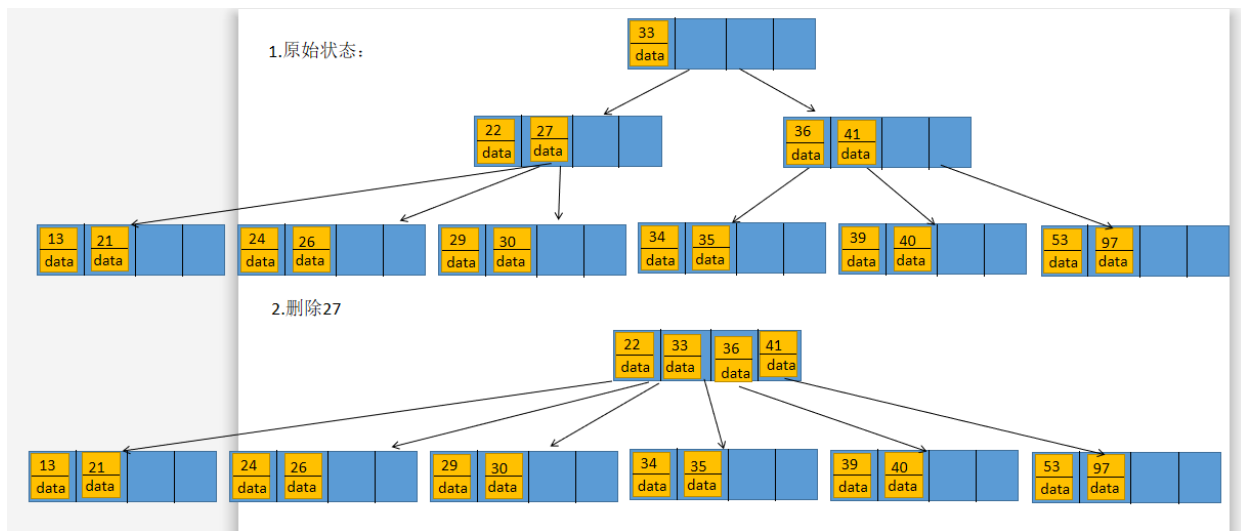 33
data
1.原始状态：
22 27
data data
36 41
data data
13 21
data data
24 26
data data
29 30
data data
34 35
data data
39 40
data data
53 97
data data
2.删除27
22 33 36 41
data data data data
13 21
data data
24 26
data data
29 30
data data
34 35
data data
39 40
data data
53 97
data data